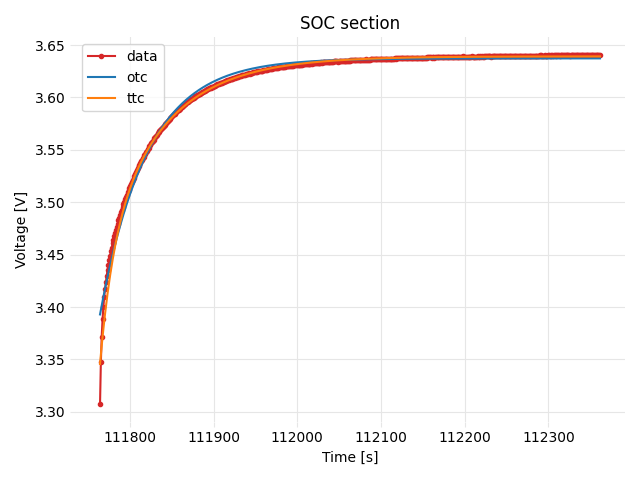 SOC section
data
otc
ttc
Voltage [V]
3.65
3.60
3.55
3.50
3.45
3.40
3.35
3.30
111800 111900 112000 112100 112200 112300
Time [s]